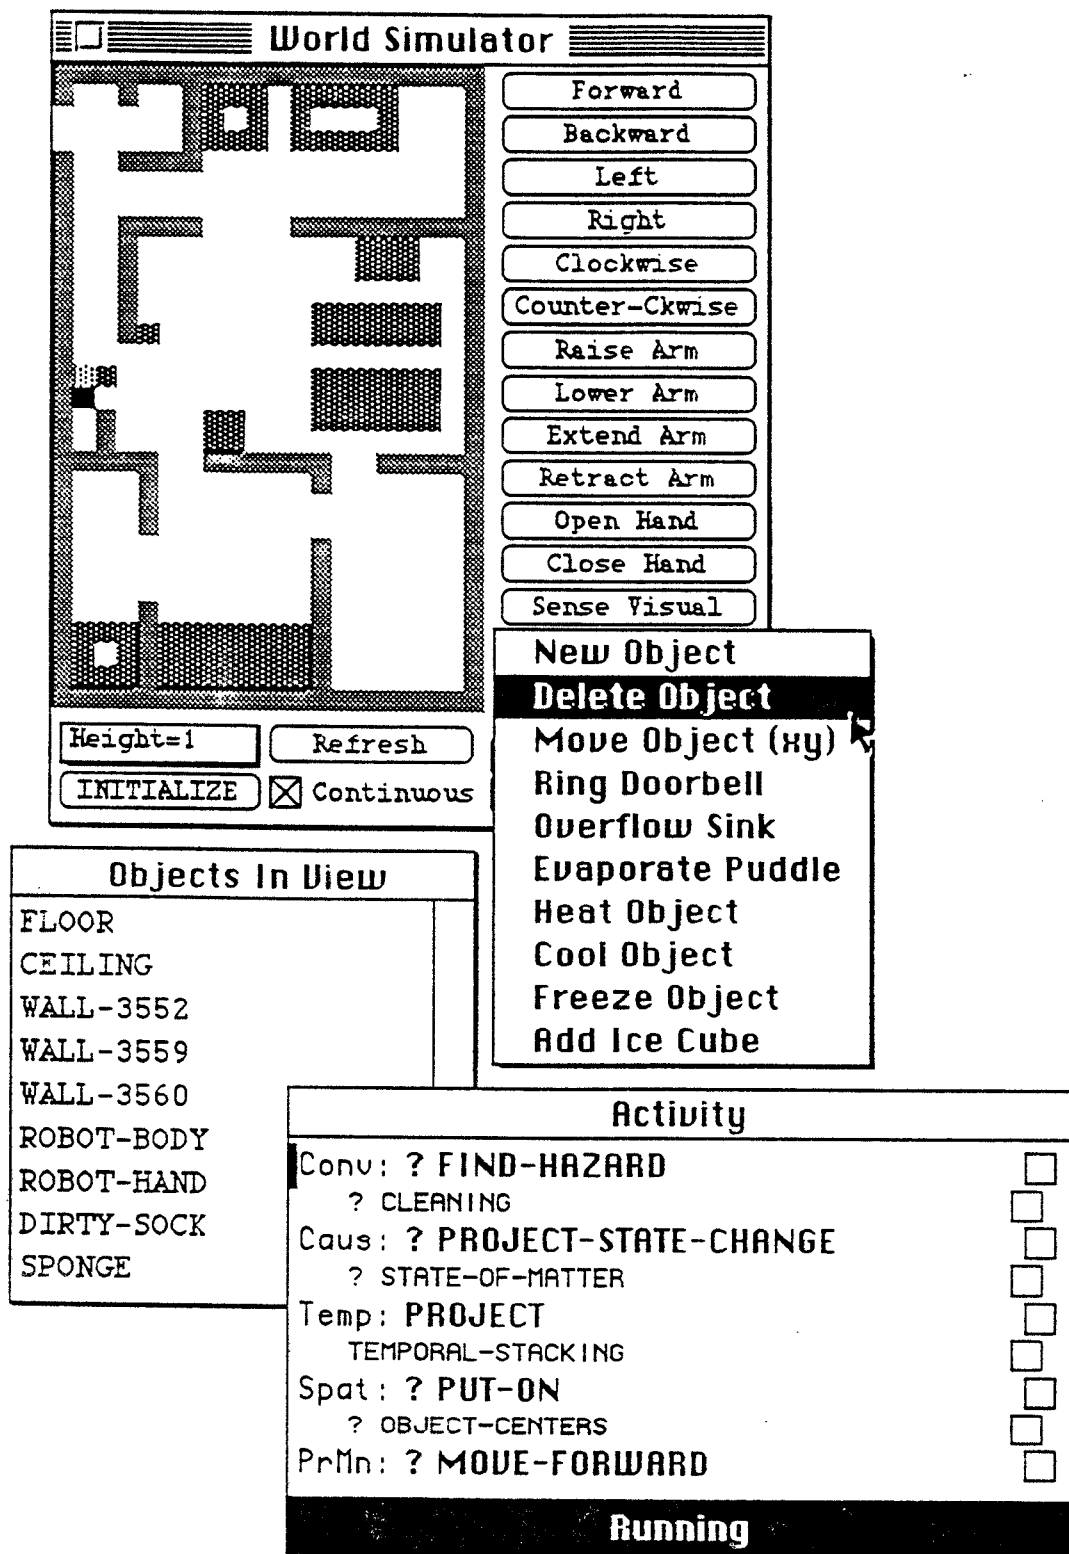 World Simulator
Forward
Backward
Left
Right
Clockwise
Counter-Ckwise
Raise Arm
Lower Arm
Extend Arm
Retract Arm
Open Hand
Close Hand
Sense Visual
Height=1
Refresh
INITIALIZE
Continuous
New Object
Delete Object
Move Object (xy)
Ring Doorbell
Overflow Sink
Evaporate Puddle
Heat Object
Cool Object
Freeze Object
Add Ice Cube
Objects In View
FLOOR
CEILING
WALL-3552
WALL-3559
WALL-3560
ROBOT-BODY
ROBOT-HAND
DIRTY-SOCK
SPONGE
Activity
Conv: ? FIND-HAZARD
? CLEANING
Caus: ? PROJECT-STATE-CHANGE
? STATE-OF-MATTER
Temp: PROJECT
TEMPORAL-STACKING
Spat: ? PUT-ON
? OBJECT-CENTERS
PrMn: ? MOVE-FORWARD
Running